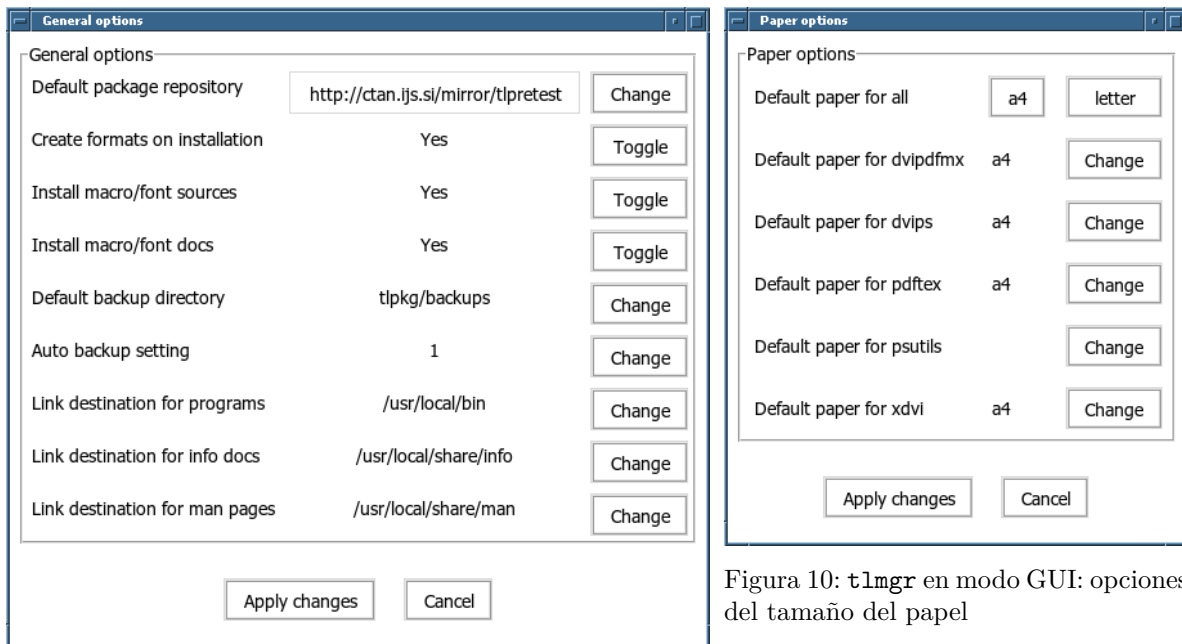 General options
General options
Default package repository http://ctan.ijs.si/mirror/tlpretest Change
Create formats on installation Yes Toggle
Install macro/font sources Yes Toggle
Install macro/font docs Yes Toggle
Default backup directory tlpkg/backups Change
Auto backup setting 1 Change
Link destination for programs /usr/local/bin Change
Link destination for info docs /usr/local/share/info Change
Link destination for man pages /usr/local/share/man Change
Apply changes Cancel
Paper options
Paper options
Default paper for all a4 letter
Default paper for dvipdfmx a4 Change
Default paper for dvips a4 Change
Default paper for pdftex a4 Change
Default paper for psutils Change
Default paper for xdvi a4 Change
Apply changes Cancel
Figura 10: tlmgr en modo GUI: opciones
del tamaño del papel